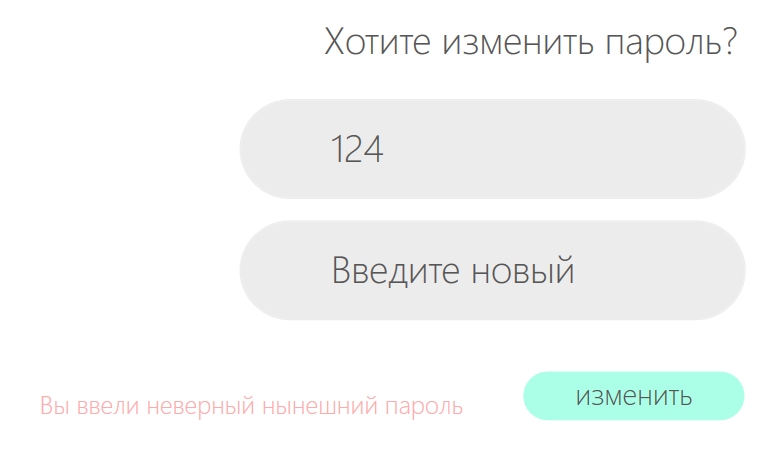 Хотите изменить пароль?
124
Введите новый
Вы ввели неверный нынешний пароль
изменить